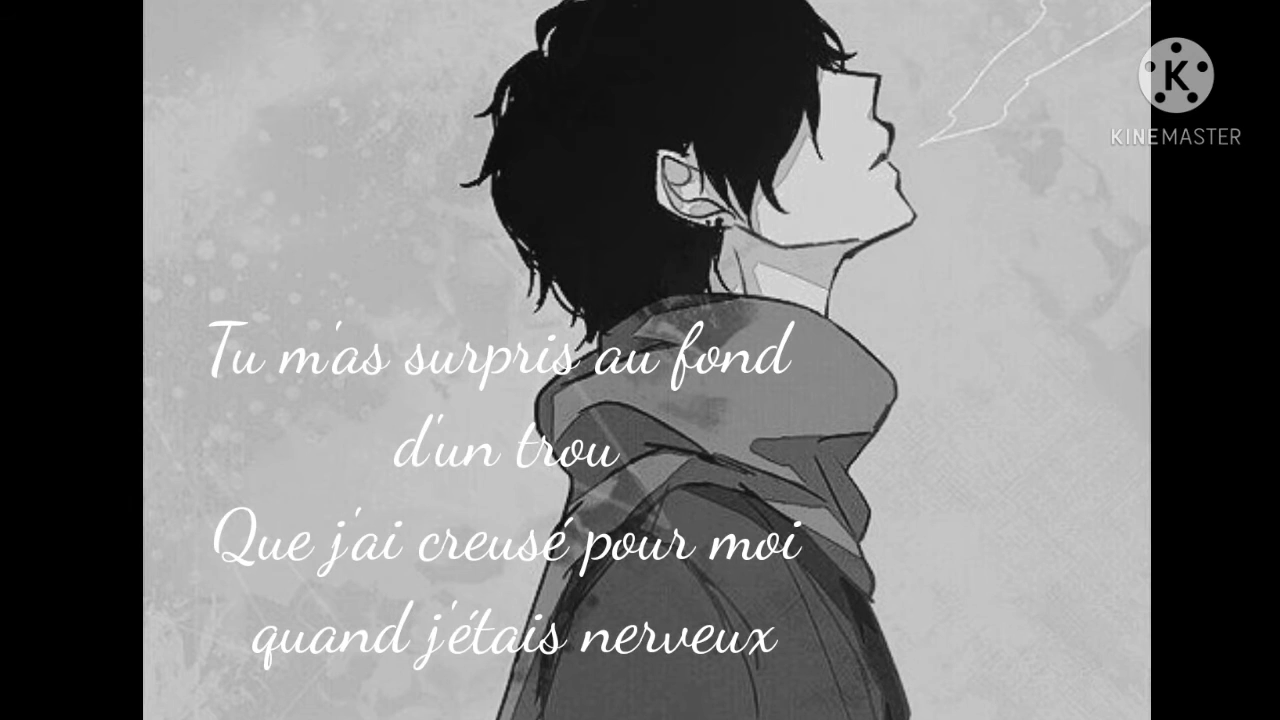 KINEMASTER
Tu m'as surpris au fond
d'un trou
Que j'ai creusé pour moi
quand j'étais nerveux